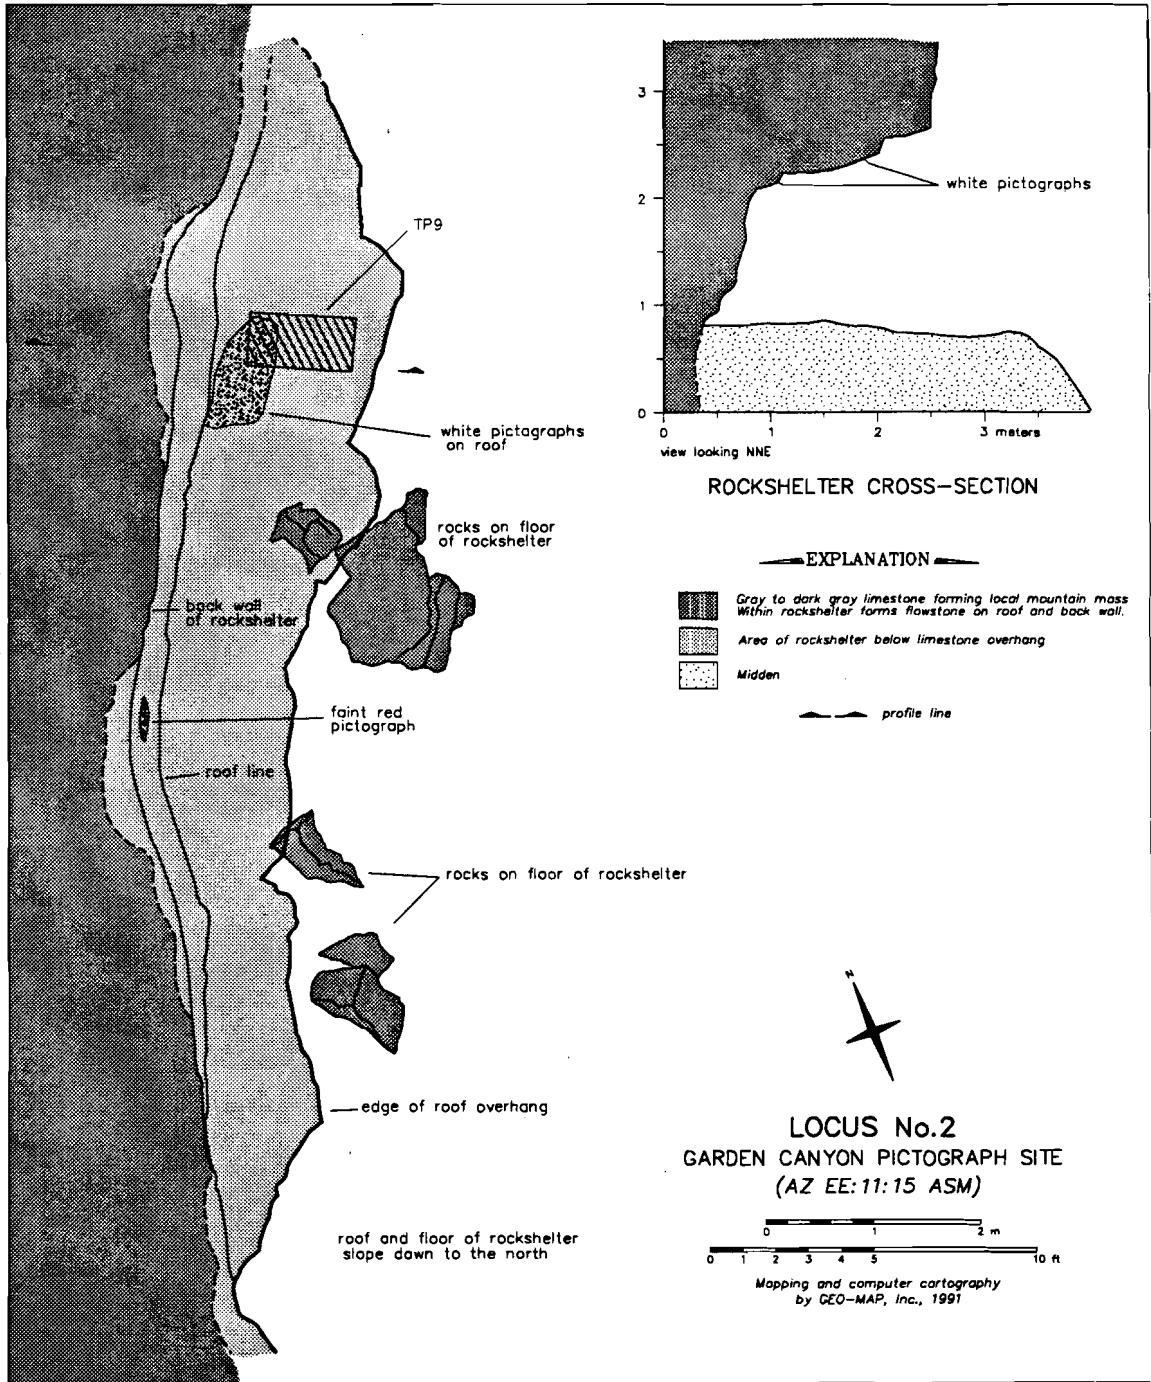 TP9
white pictagraphs
on roof
rocks on floor
of rockshelter
back wall
of rockshelter
faint red
pictograph
roof line
rocks on floor of rockshelter
edge of roof overhang
roof and floor of rockshelter
slope down to the north
3
2
1
0
white pictographs
0 1 2 3 meters
view looking NNE
ROCKSHELTER CROSS-SECTION
EXPLANATION
Gray to dark gray limestone forming local mountain mass
Within rockshelter forms flowstone on roof and back wall.
Area of rockshelter below limestone overhang
Midden
profile line
N
LOCUS No.2
GARDEN CANYON PICTOGRAPH SITE
(AZ EE:11:15 ASM)
0 1 2 m
0 1 2 3 4 5 10 ft
Mapping and computer cartography
by GEO-MAP, Inc., 1991